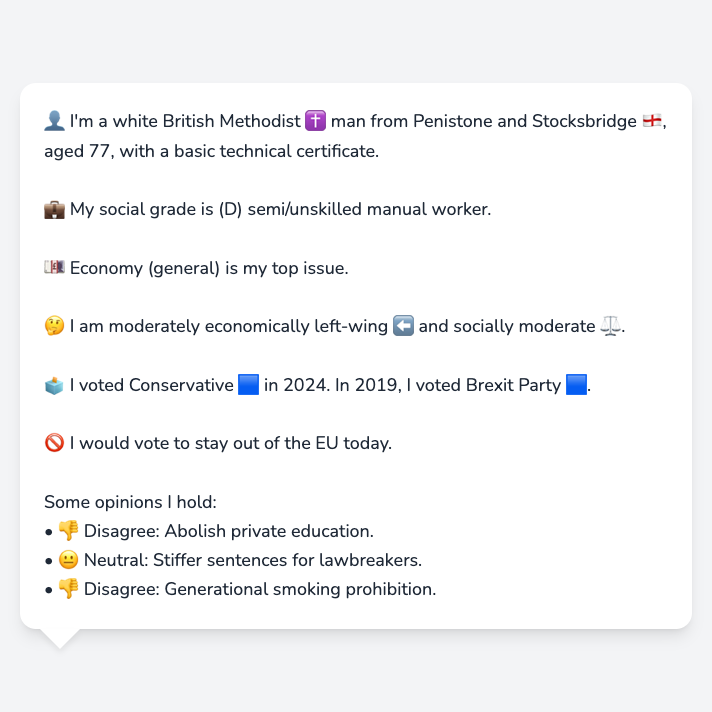 👤 I'm a white British Methodist ✝️ man from Penistone and Stocksbridge 🏴󠁧󠁢󠁥󠁮󠁧󠁿,
aged 77, with a basic technical certificate.
💼 My social grade is (D) semi/unskilled manual worker.
💷 Economy (general) is my top issue.
🤔 I am moderately economically left-wing ⬅️ and socially moderate ⚖️.
🗳️ I voted Conservative 🟦 in 2024. In 2019, I voted Brexit Party 🟦.
🚫 I would vote to stay out of the EU today.
Some opinions I hold:
• 👎 Disagree: Abolish private education.
• 😐 Neutral: Stiffer sentences for lawbreakers.
• 👎 Disagree: Generational smoking prohibition.